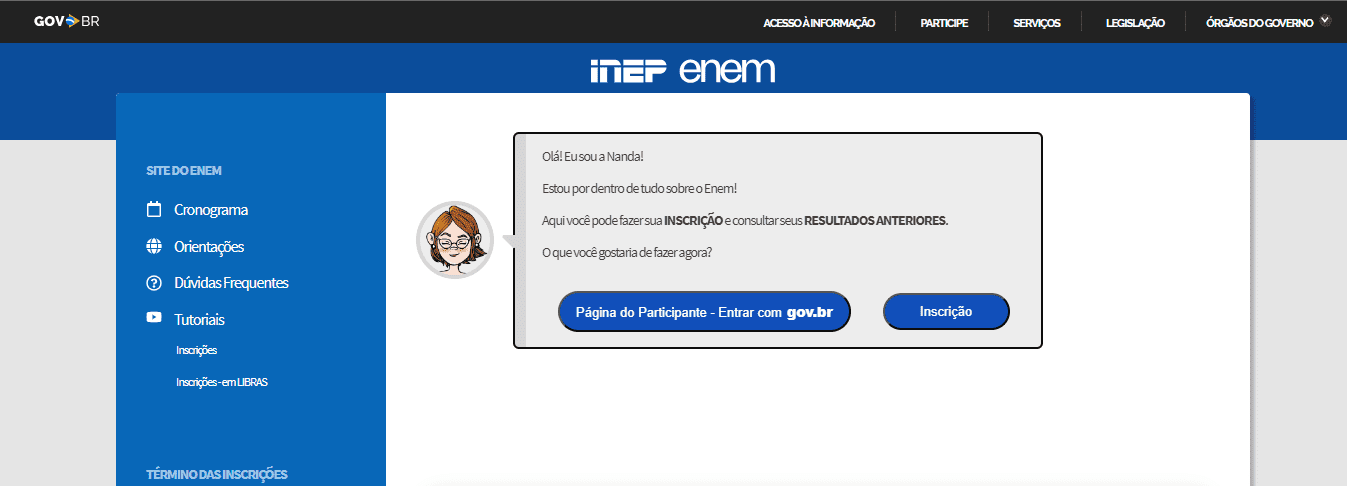 GOV BR
ACESSO À INFORMAÇÃO PARTICIPE SERVIÇOS LEGISLAÇÃO ÓRGÃOS DO GOVERNO
inep enem
SITE DO ENEM
Cronograma
Orientações
Dúvidas Frequentes
Tutoriais
Inscrições
Inscrições - em LIBRAS
TÉRMINO DAS INSCRIÇÕES
Olá! Eu sou a Nanda!
Estou por dentro de tudo sobre o Enem!
Aqui você pode fazer sua INSCRIÇÃO e consultar seus RESULTADOS ANTERIORES.
O que você gostaria de fazer agora?
Página do Participante - Entrar com gov.br
Inscrição